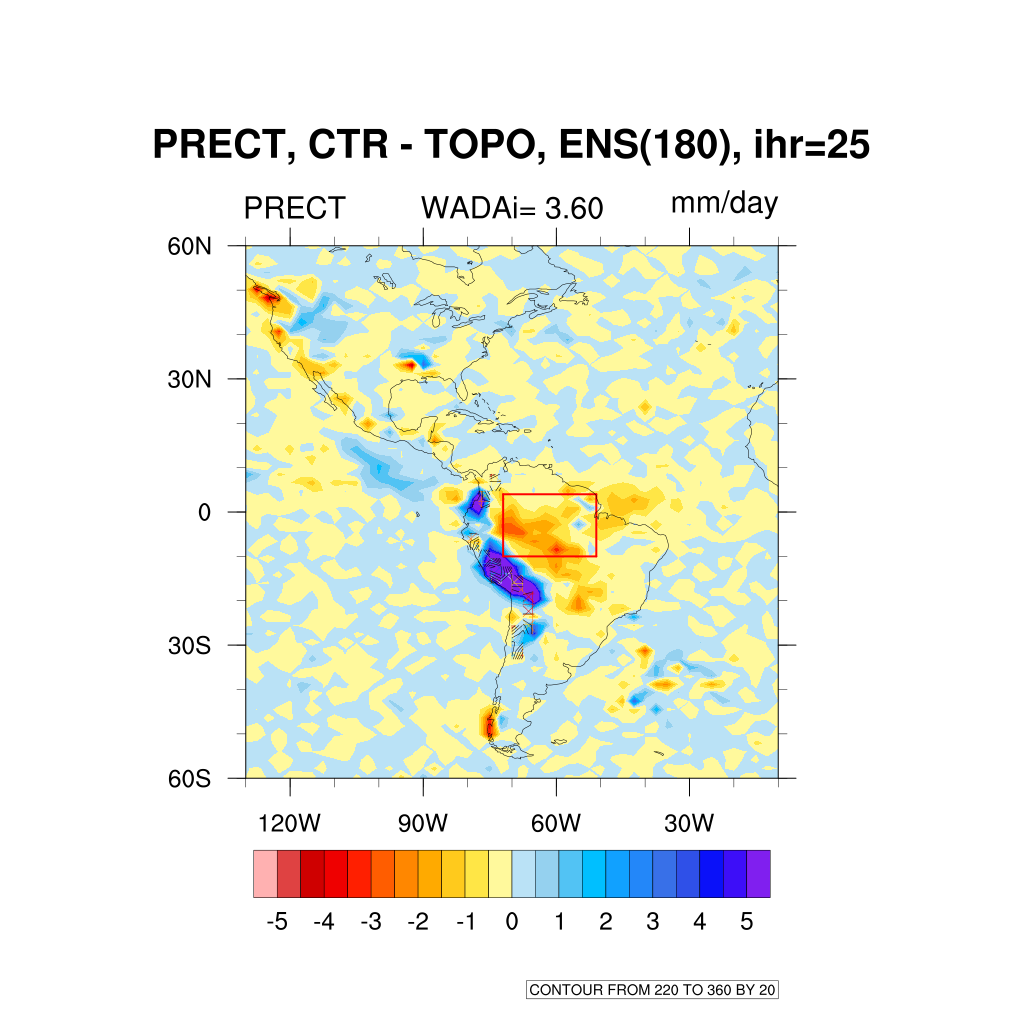 PRECT, CTR - TOPO, ENS(180), ihr=25
PRECT WADAi= 3.60 mm/day
60N
30N
0
30S
60S
120W 90W 60W 30W
-5 -4 -3 -2 -1 0 1 2 3 4 5
CONTOUR FROM 220 TO 360 BY 20